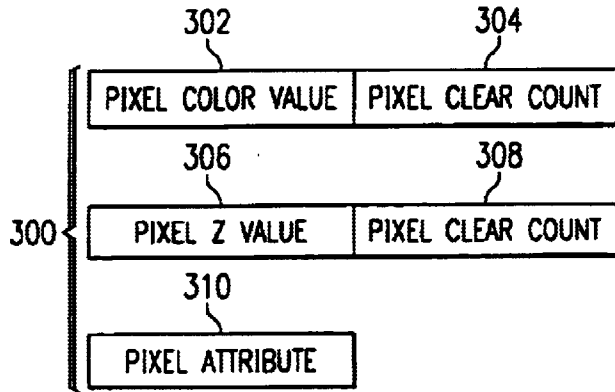 302 304
PIXEL COLOR VALUE PIXEL CLEAR COUNT
306 308
300 PIXEL Z VALUE PIXEL CLEAR COUNT
310
PIXEL ATTRIBUTE